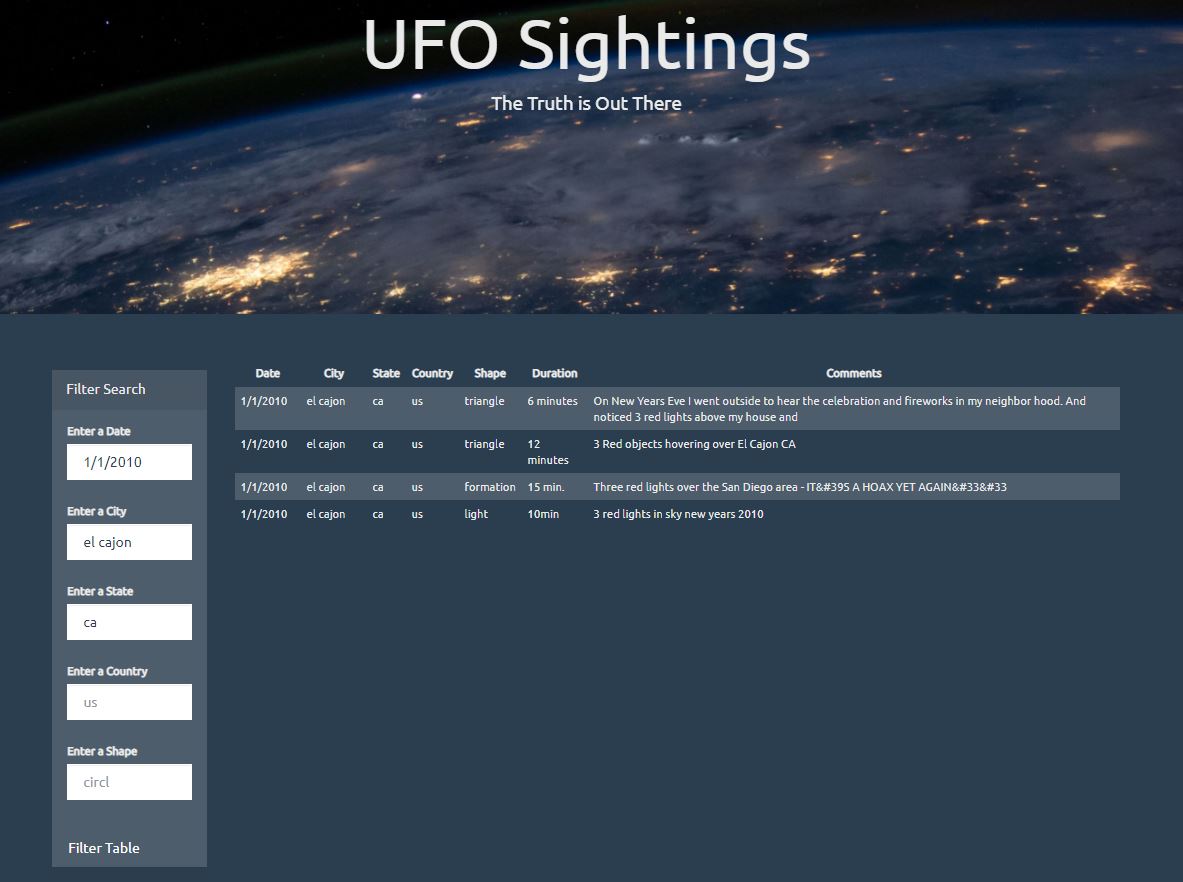 UFO Sightings
The Truth is Out There
Filter Search
Enter a Date
1/1/2010
Enter a City
el cajon
Enter a State
ca
Enter a Country
us
Enter a Shape
circl
Filter Table
Date City State Country Shape Duration Comments
1/1/2010 el cajon ca us triangle 6 minutes On New Years Eve I went outside to hear the celebration and fireworks in my neighbor hood. And
noticed 3 red lights above my house and
1/1/2010 el cajon ca us triangle 12 3 Red objects hovering over El Cajon CA
minutes
1/1/2010 el cajon ca us formation 15 min. Three red lights over the San Diego area - IT&#39S A HOAX YET AGAIN&#33&#33
1/1/2010 el cajon ca us light 10min 3 red lights in sky new years 2010